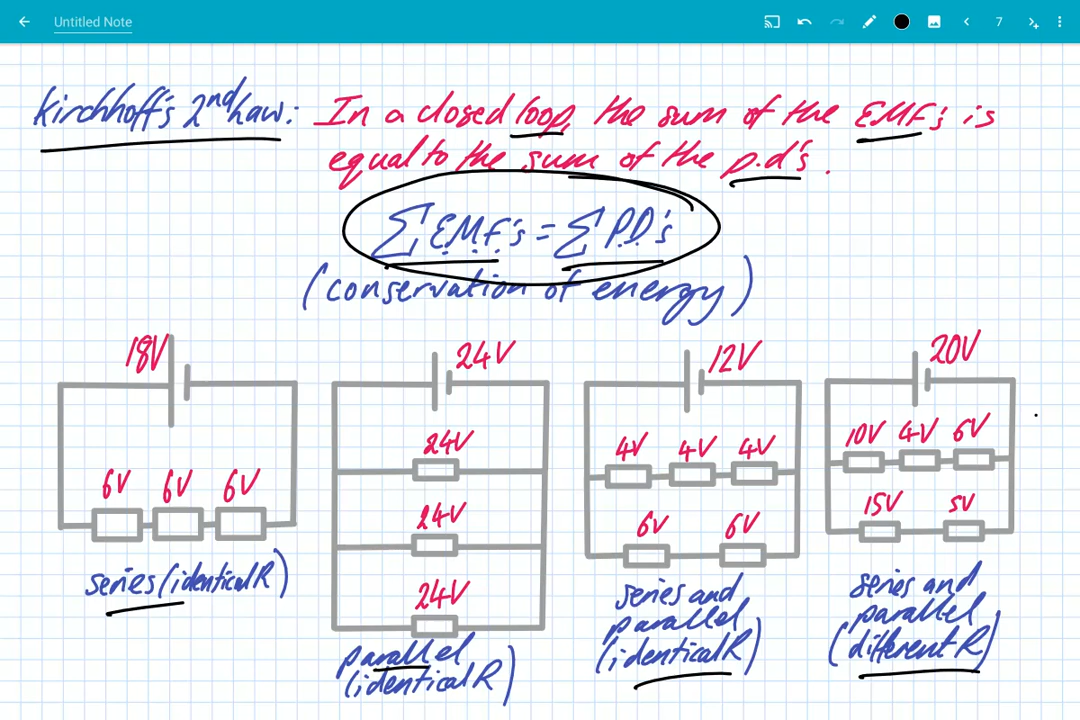 Untitled Note
7
Kirchhoff's 2nd Law: In a closed loop, the sum of the EMF's is
equal to the sum of the p.d's.
∑ E.M.F.'s = ∑ P.D.'s
(conservation of energy)
18V
6V 6V 6V
series (identical R)
24V
24V
24V
24V
parallel
(identical R)
12V
4V 4V 4V
6V 6V
series and
parallel
(identical R)
20V
10V 4V 6V
15V 5V
series and
parallel
(different R)